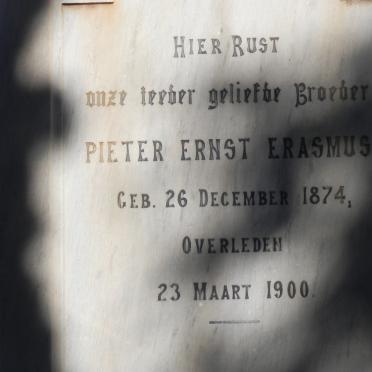 HIER RUST
onze teeder geliefde Broeder
PIETER ERNST ERASMUS
GEB. 26 DECEMBER 1874,
OVERLEDEN
23 MAART 1900.